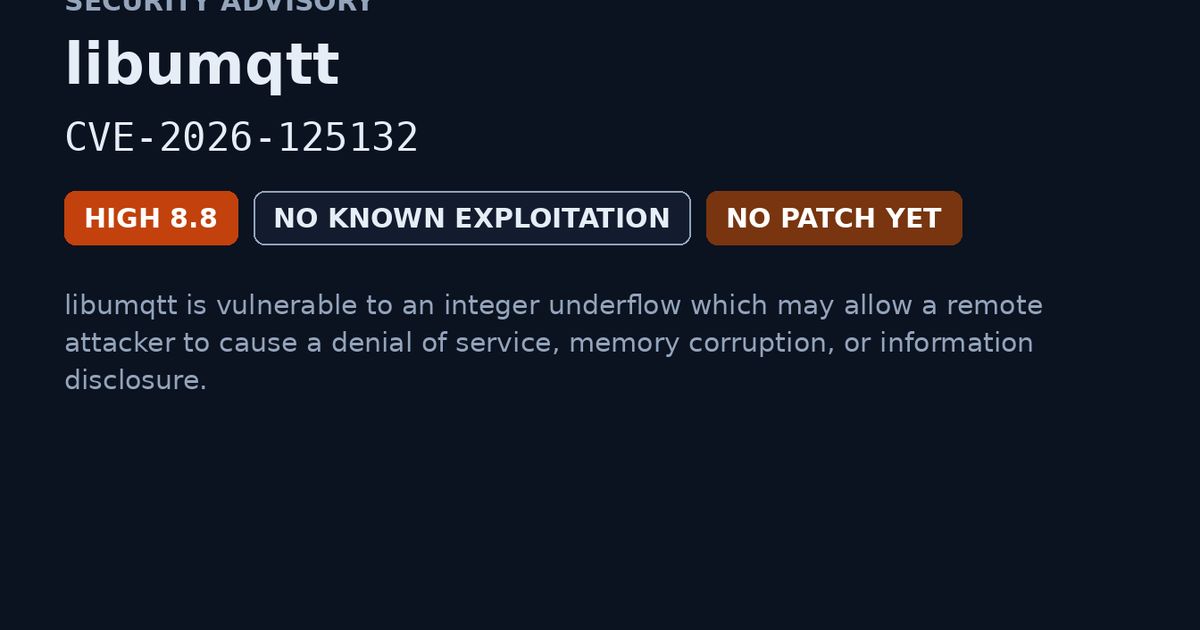 SECURITY ADVISORY
libumqtt
CVE-2026-125132
HIGH 8.8 NO KNOWN EXPLOITATION NO PATCH YET
libumqtt is vulnerable to an integer underflow which may allow a remote
attacker to cause a denial of service, memory corruption, or information
disclosure.